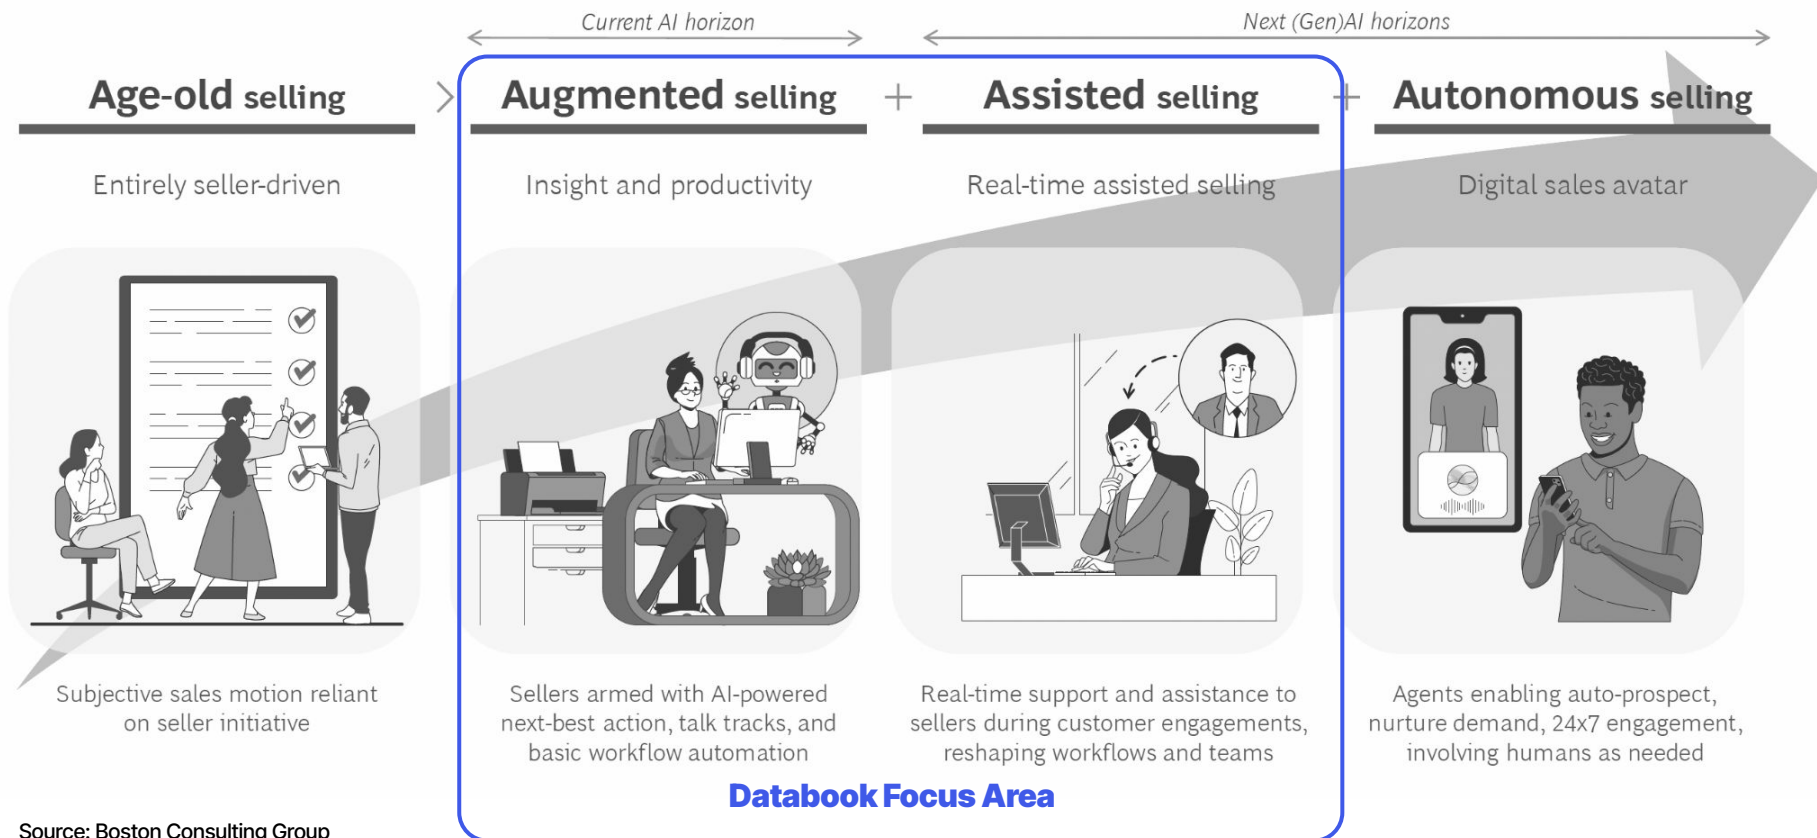 Current AI horizon
Next (Gen)AI horizons
Age-old selling
>
Augmented selling
+
Assisted selling
+
Autonomous selling
Entirely seller-driven
Insight and productivity
Real-time assisted selling
Digital sales avatar
Subjective sales motion reliant
on seller initiative
Sellers armed with AI-powered
next-best action, talk tracks, and
basic workflow automation
Real-time support and assistance to
sellers during customer engagements,
reshaping workflows and teams
Agents enabling auto-prospect,
nurture demand, 24x7 engagement,
involving humans as needed
Databook Focus Area
Source: Boston Consulting Group